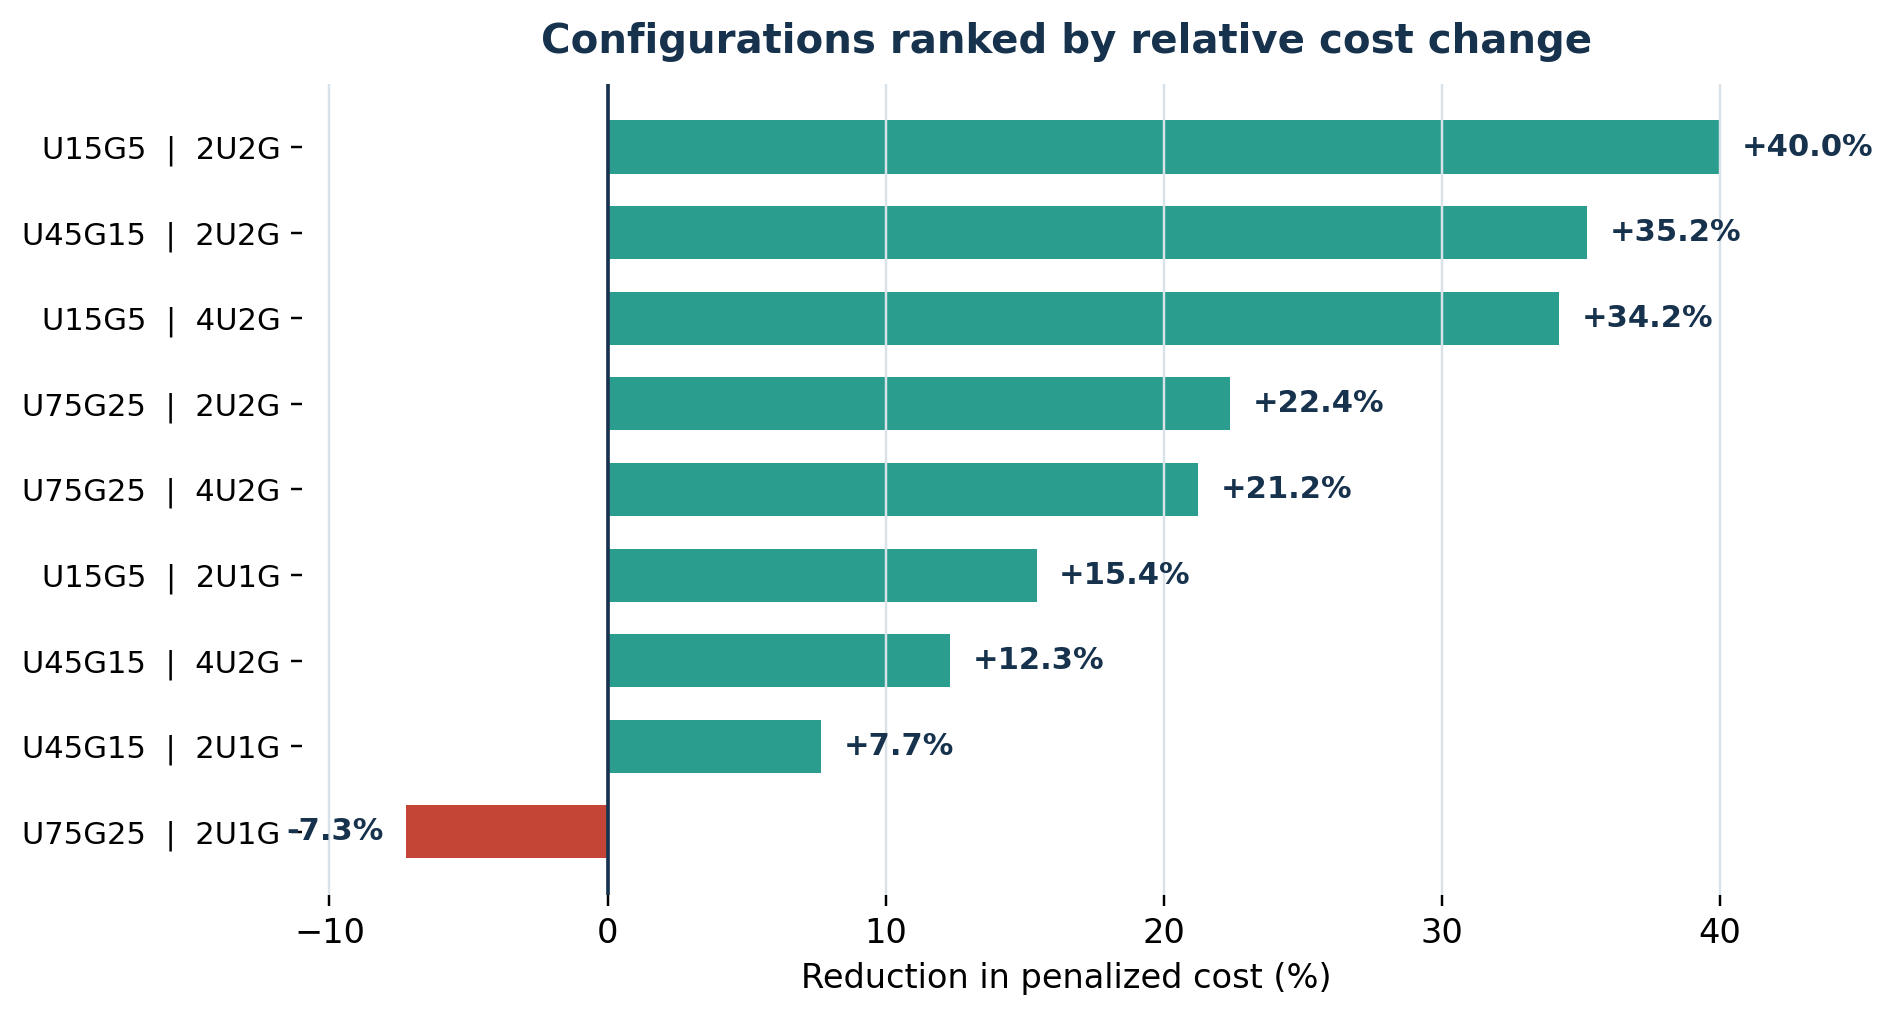 Configurations ranked by relative cost change
U15G5 | 2U2G +40.0%
U45G15 | 2U2G +35.2%
U15G5 | 4U2G +34.2%
U75G25 | 2U2G +22.4%
U75G25 | 4U2G +21.2%
U15G5 | 2U1G +15.4%
U45G15 | 4U2G +12.3%
U45G15 | 2U1G +7.7%
U75G25 | 2U1G -7.3%
−10 0 10 20 30 40
Reduction in penalized cost (%)